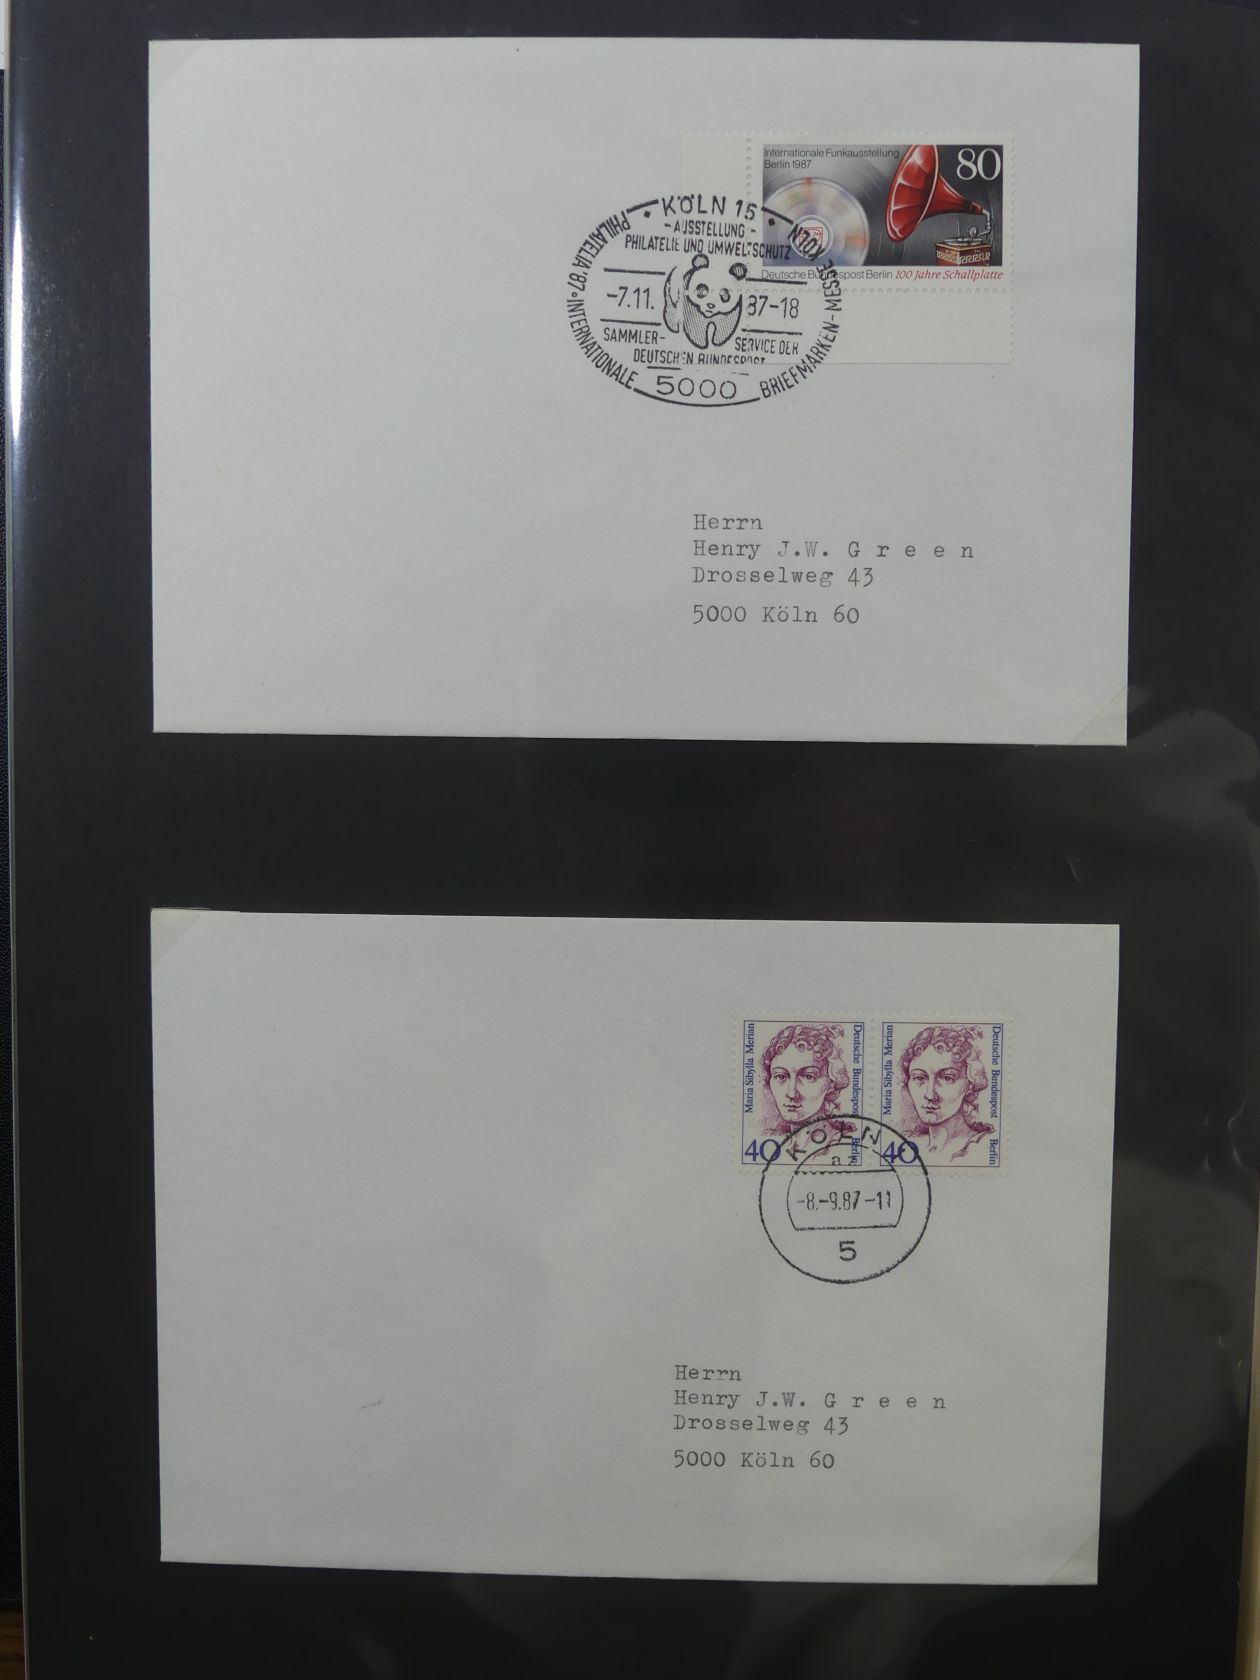 Internationale Funkausstellung
Berlin 1987
80
Deutsche Bundespost Berlin 100 Jahre Schallplatte
KÖLN 15
- AUSSTELLUNG -
PHILATELIE UND UMWELTSCHUTZ
-7.11. 87-18
SAMMLER-
SERVICE DER
DEUTSCHEN BUNDESPOST
5000
PHILATELIA'87 • INTERNATIONALE BRIEFMARKEN-MESSE KÖLN
Herrn
Henry J.W. G r e e n
Drosselweg 43
5000 Köln 60
Maria Sibylla Merian
Deutsche Bundespost Berlin
40
Maria Sibylla Merian
Deutsche Bundespost Berlin
40
KÖLN
az
-8.-9.87-11
5
Herrn
Henry J.W. G r e e n
Drosselweg 43
5000 Köln 60